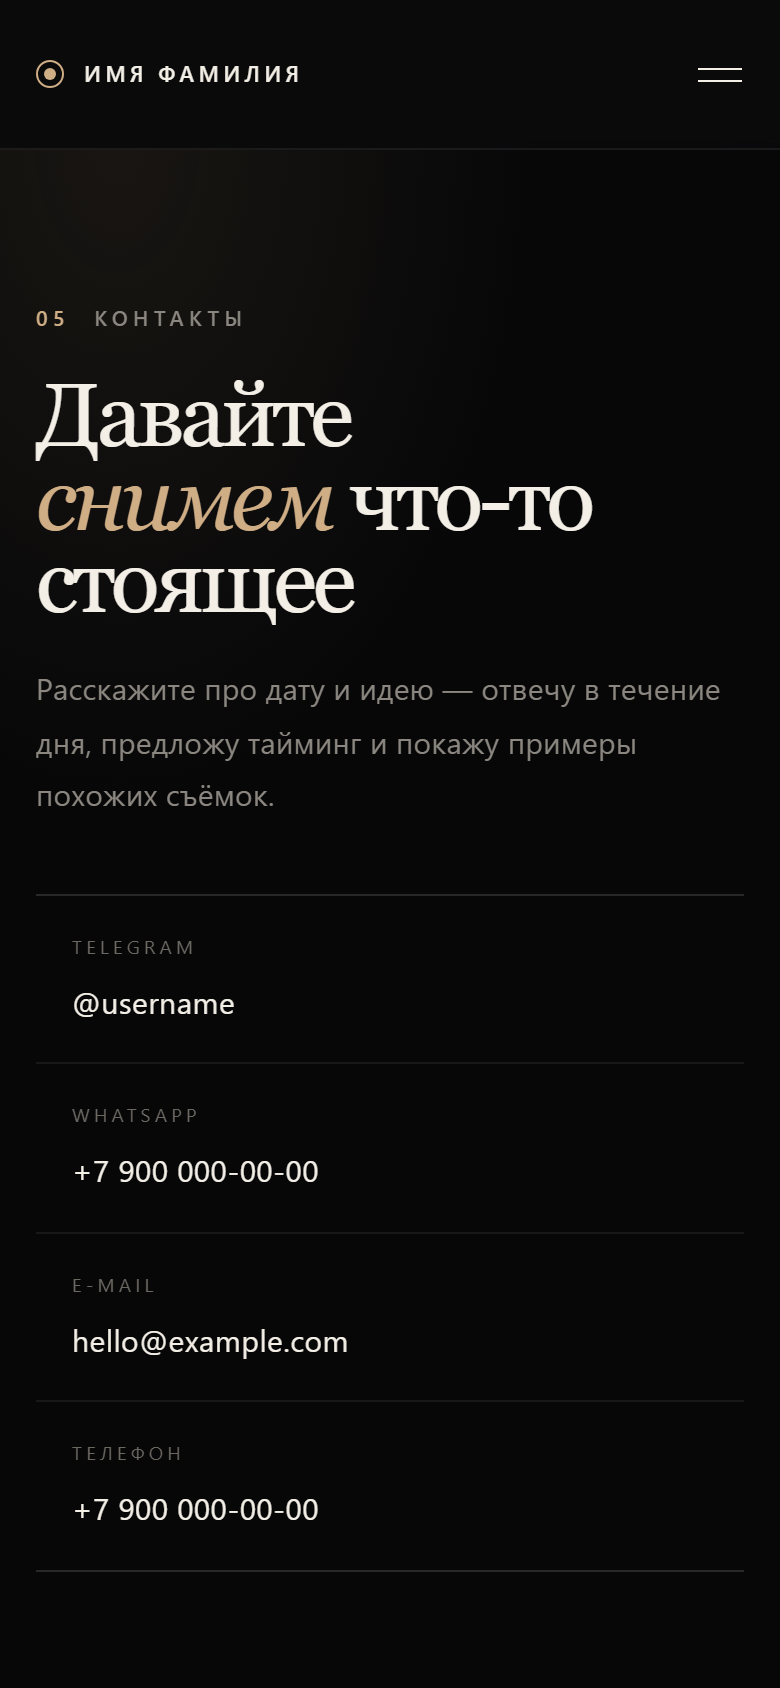 ИМЯ ФАМИЛИЯ
05 КОНТАКТЫ
Давайте
снимем что-то
стоящее
Расскажите про дату и идею — отвечу в течение
дня, предложу тайминг и покажу примеры
похожих съёмок.
TELEGRAM
@username
WHATSAPP
+7 900 000-00-00
E-MAIL
hello@example.com
ТЕЛЕФОН
+7 900 000-00-00